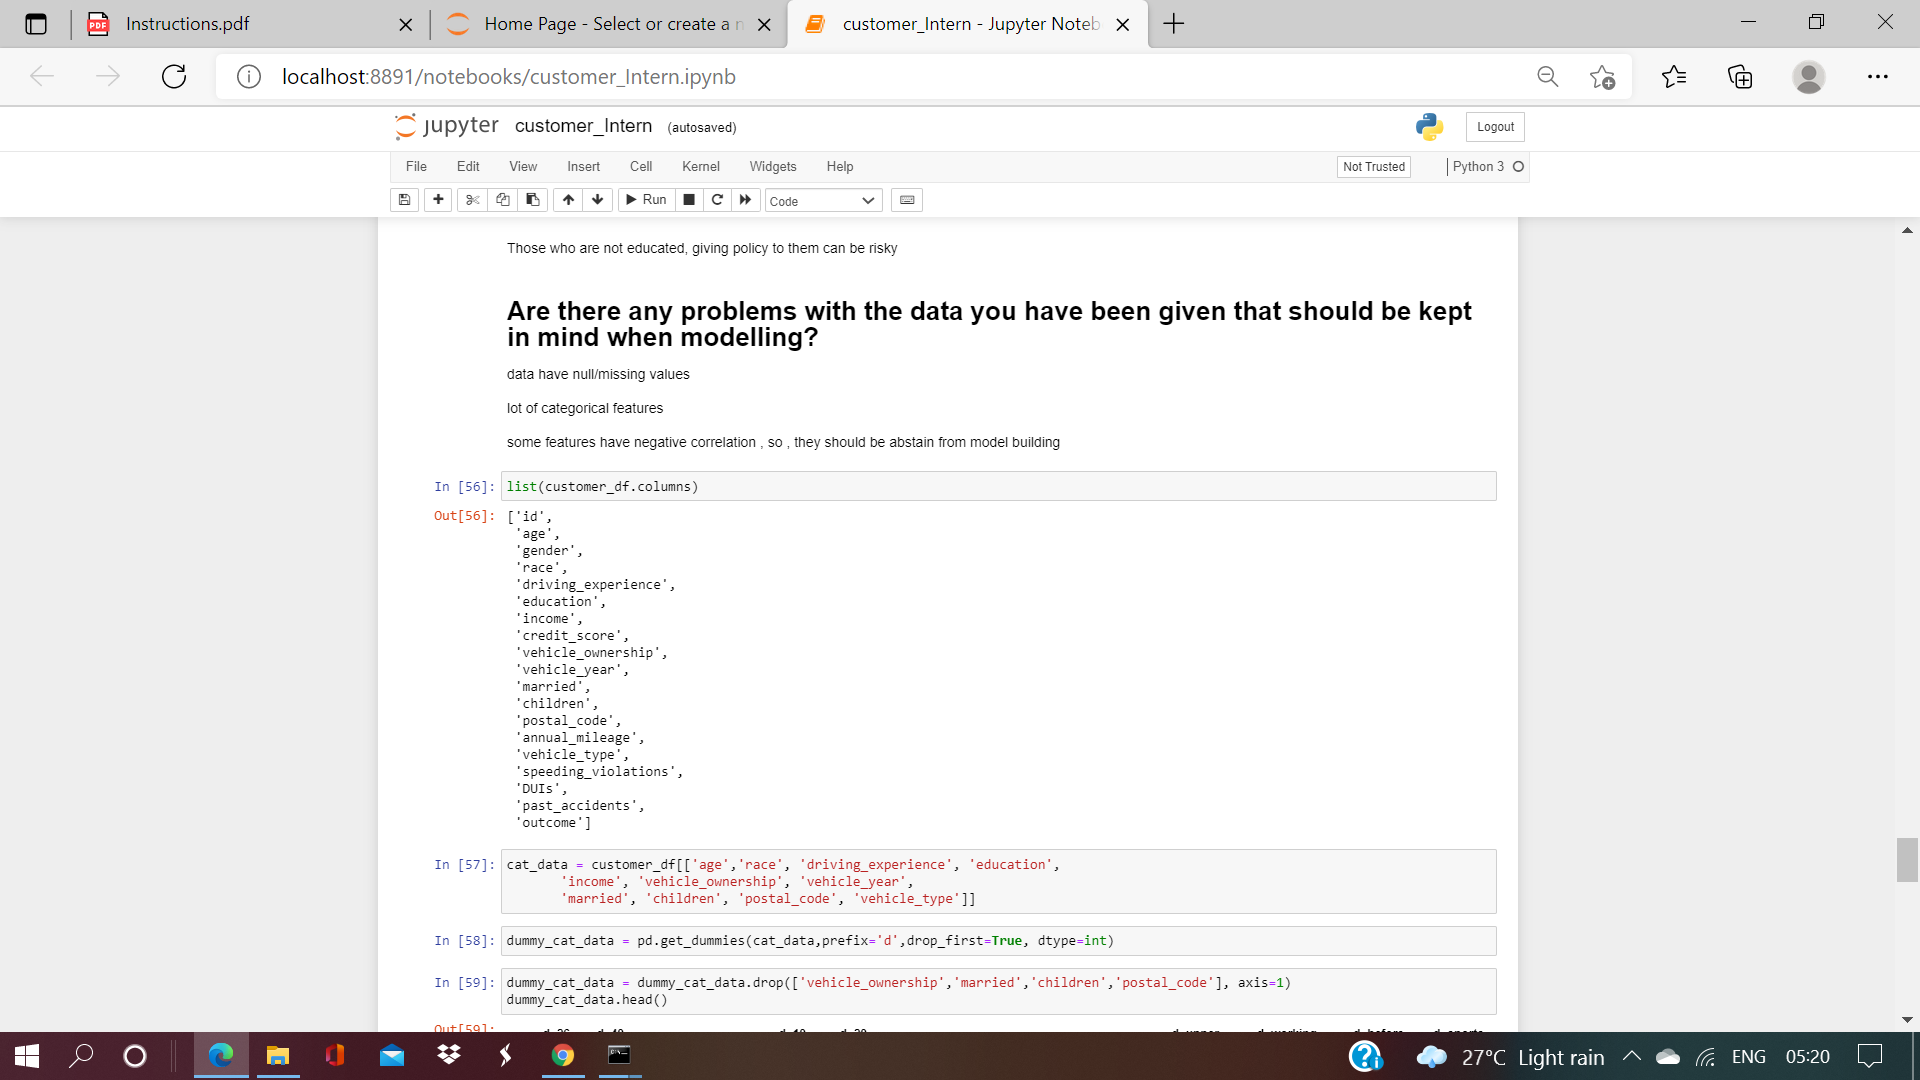 Instructions.pdf
Home Page - Select or create a n
customer_Intern - Jupyter Noteb
localhost:8891/notebooks/customer_Intern.ipynb
jupyter customer_Intern (autosaved)
Logout
File Edit View Insert Cell Kernel Widgets Help
Not Trusted
Python 3
Run
Code
Those who are not educated, giving policy to them can be risky
Are there any problems with the data you have been given that should be kept
in mind when modelling?
data have null/missing values
lot of categorical features
some features have negative correlation , so , they should be abstain from model building
In [56]: list(customer_df.columns)
Out[56]: ['id',
'age',
'gender',
'race',
'driving_experience',
'education',
'income',
'credit_score',
'vehicle_ownership',
'vehicle_year',
'married',
'children',
'postal_code',
'annual_mileage',
'vehicle_type',
'speeding_violations',
'DUIs',
'past_accidents',
'outcome']
In [57]: cat_data = customer_df[['age','race', 'driving_experience', 'education',
'income', 'vehicle_ownership', 'vehicle_year',
'married', 'children', 'postal_code', 'vehicle_type']]
In [58]: dummy_cat_data = pd.get_dummies(cat_data,prefix='d',drop_first=True, dtype=int)
In [59]: dummy_cat_data = dummy_cat_data.drop(['vehicle_ownership','married','children','postal_code'], axis=1)
dummy_cat_data.head()
Out[59]:
27°C Light rain
ENG
05:20